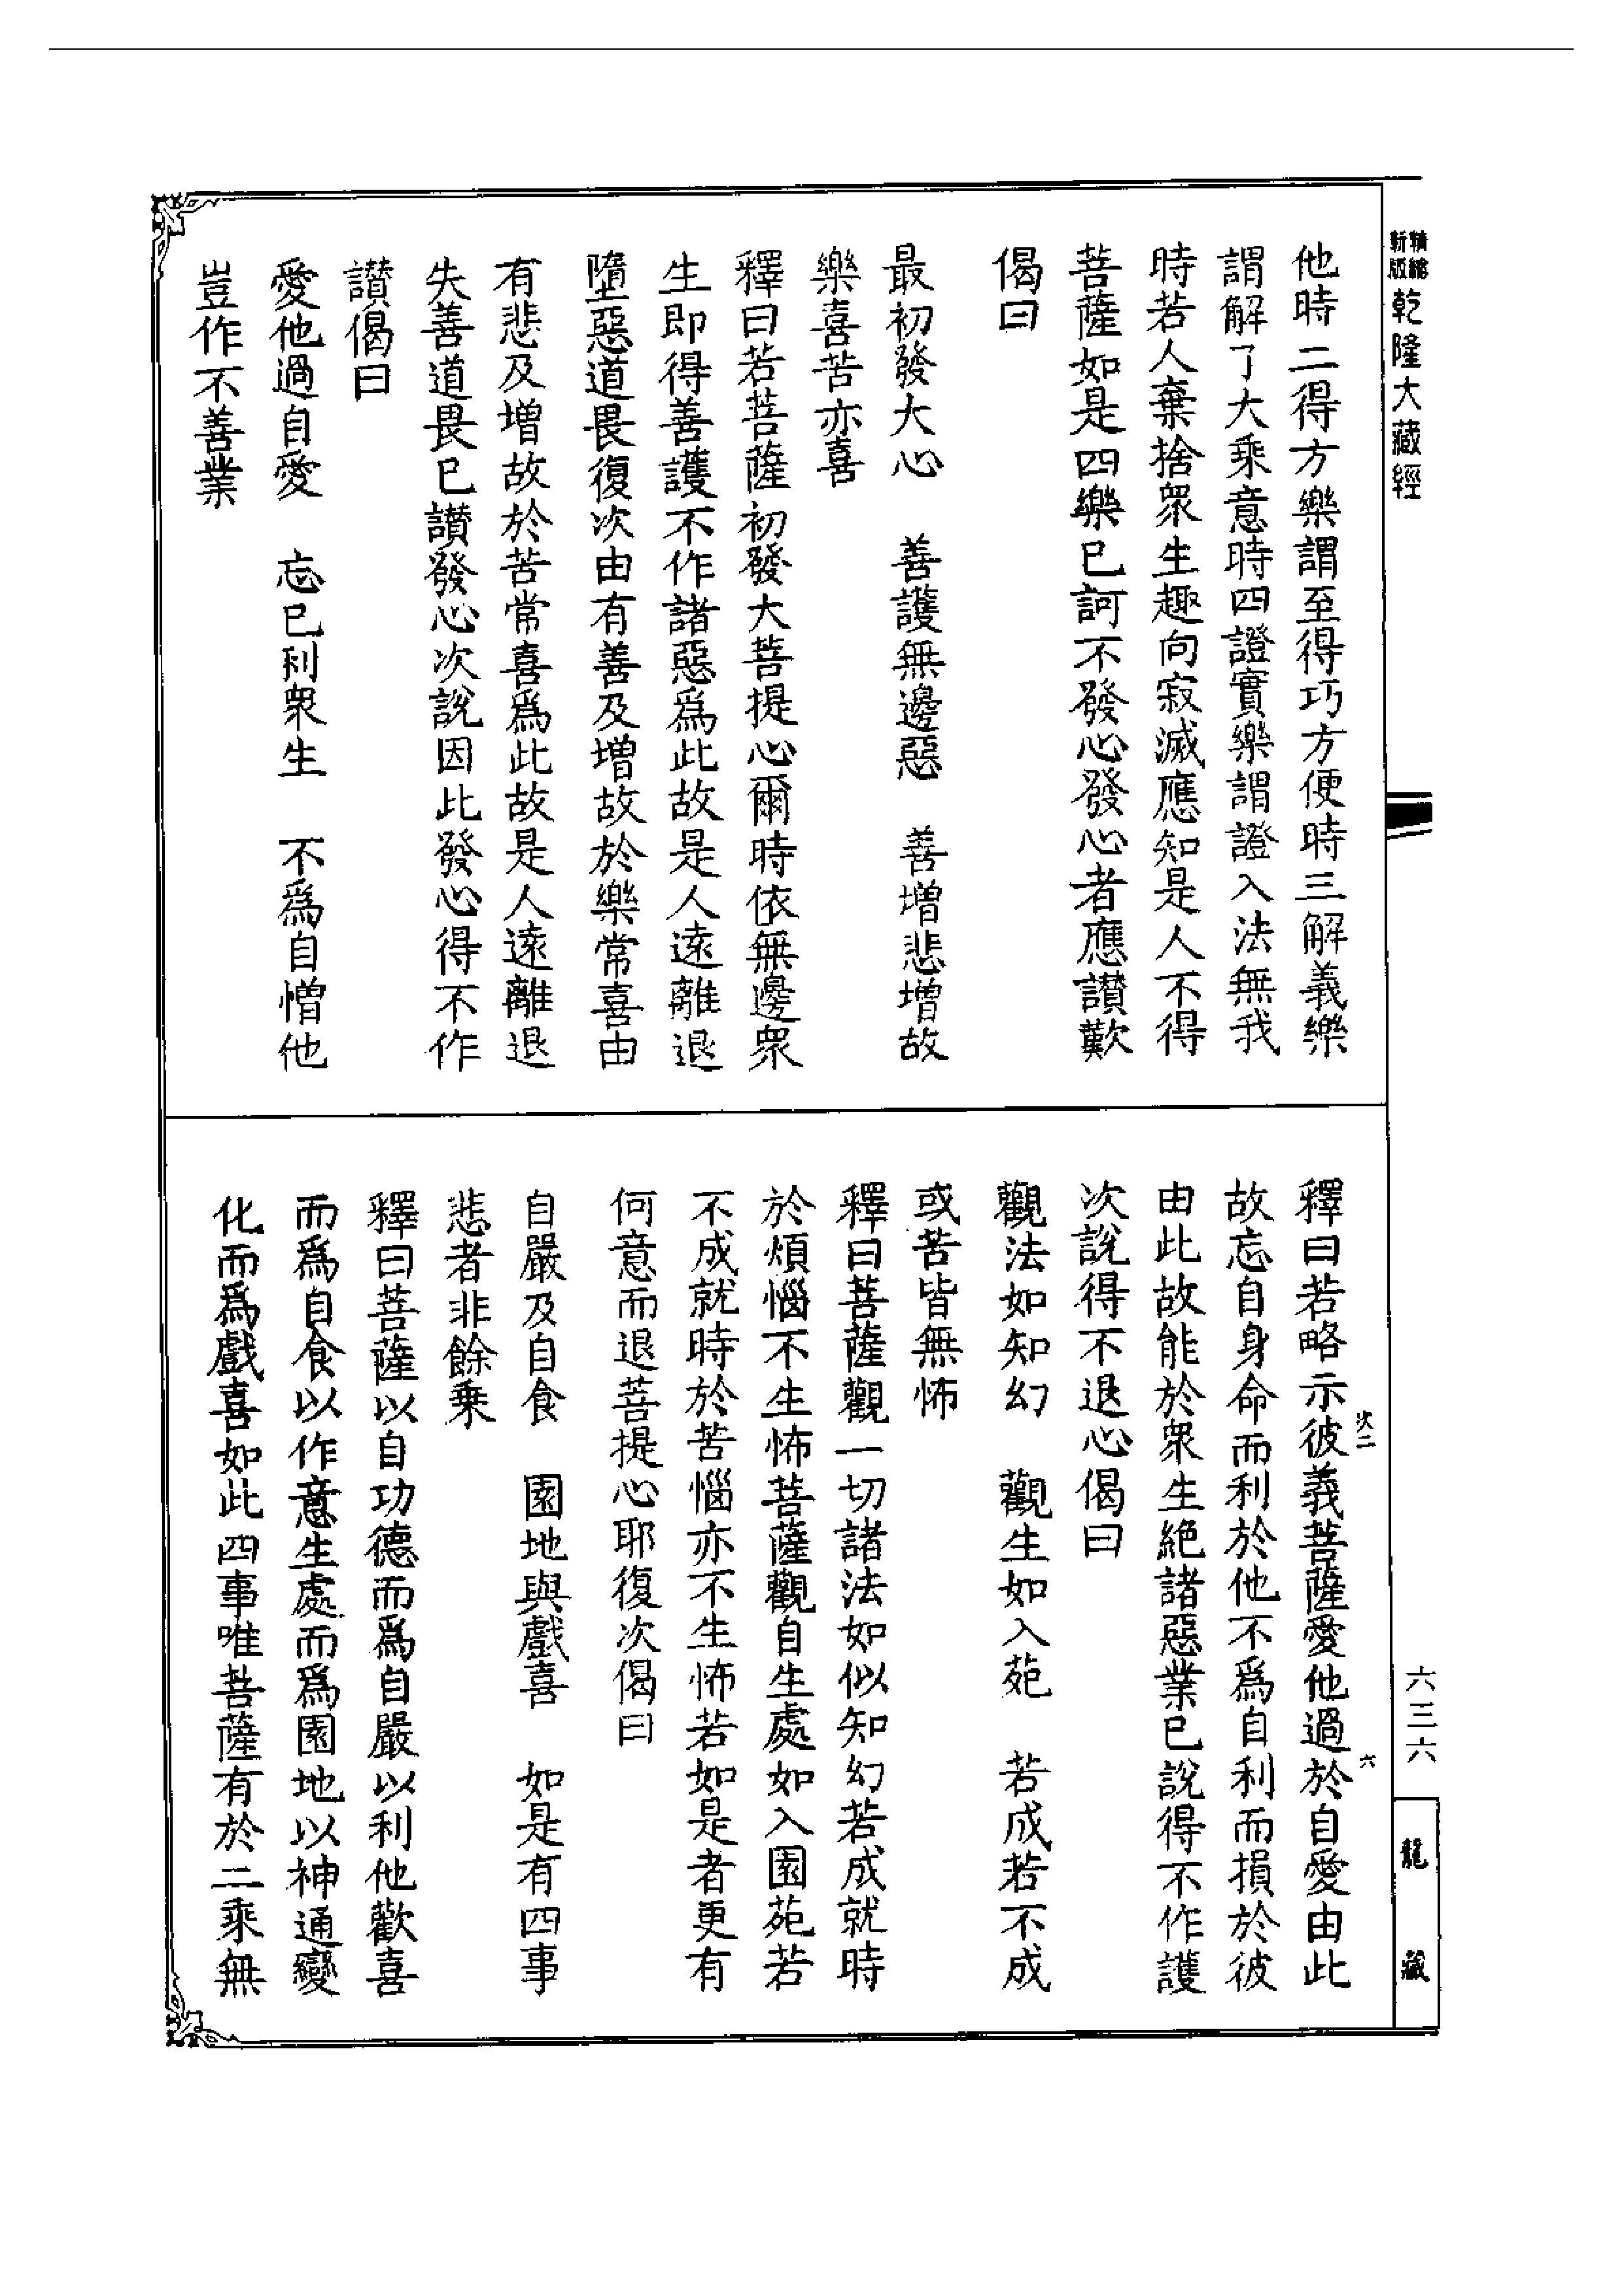 精縮新版乾隆大藏經
他時二得方樂謂至得巧方便時三解義樂
謂解了大乘意時四證實樂謂證入法無我
時若人棄捨眾生趣向寂滅應知是人不得
菩薩如是四樂已訶不發心發心者應讚歎
偈曰
最初發大心　善護無邊惡　善增悲增故
樂喜苦亦喜
釋曰若菩薩初發大菩提心爾時依無邊眾
生即得善護不作諸惡為此故是人遠離退
墮惡道畏復次由有善及增故於樂常喜由
有悲及增故於苦常喜為此故是人遠離退
失善道畏已讚發心次說因此發心得不作
讚偈曰
愛他過自愛　忘己利眾生　不為自憎他
豈作不善業
釋曰若略示彼義菩薩愛他過於自愛由此
故忘自身命而利於他不為自利而損於彼
由此故能於眾生絕諸惡業已說得不作護
次說得不退心偈曰
觀法如知幻　觀生如入苑　若成若不成
或苦皆無怖
釋曰菩薩觀一切諸法如似知幻若成就時
於煩惱不生怖菩薩觀自生處如入園苑若
不成就時於苦惱亦不生怖若如是者更有
何意而退菩提心耶復次偈曰
自嚴及自食　園地與戲喜　如是有四事
悲者非餘乘
釋曰菩薩以自功德而為自嚴以利他歡喜
而為自食以作意生處而為園地以神通變
化而為戲喜如此四事唯菩薩有於二乘無
次二
六
六三六
龍藏